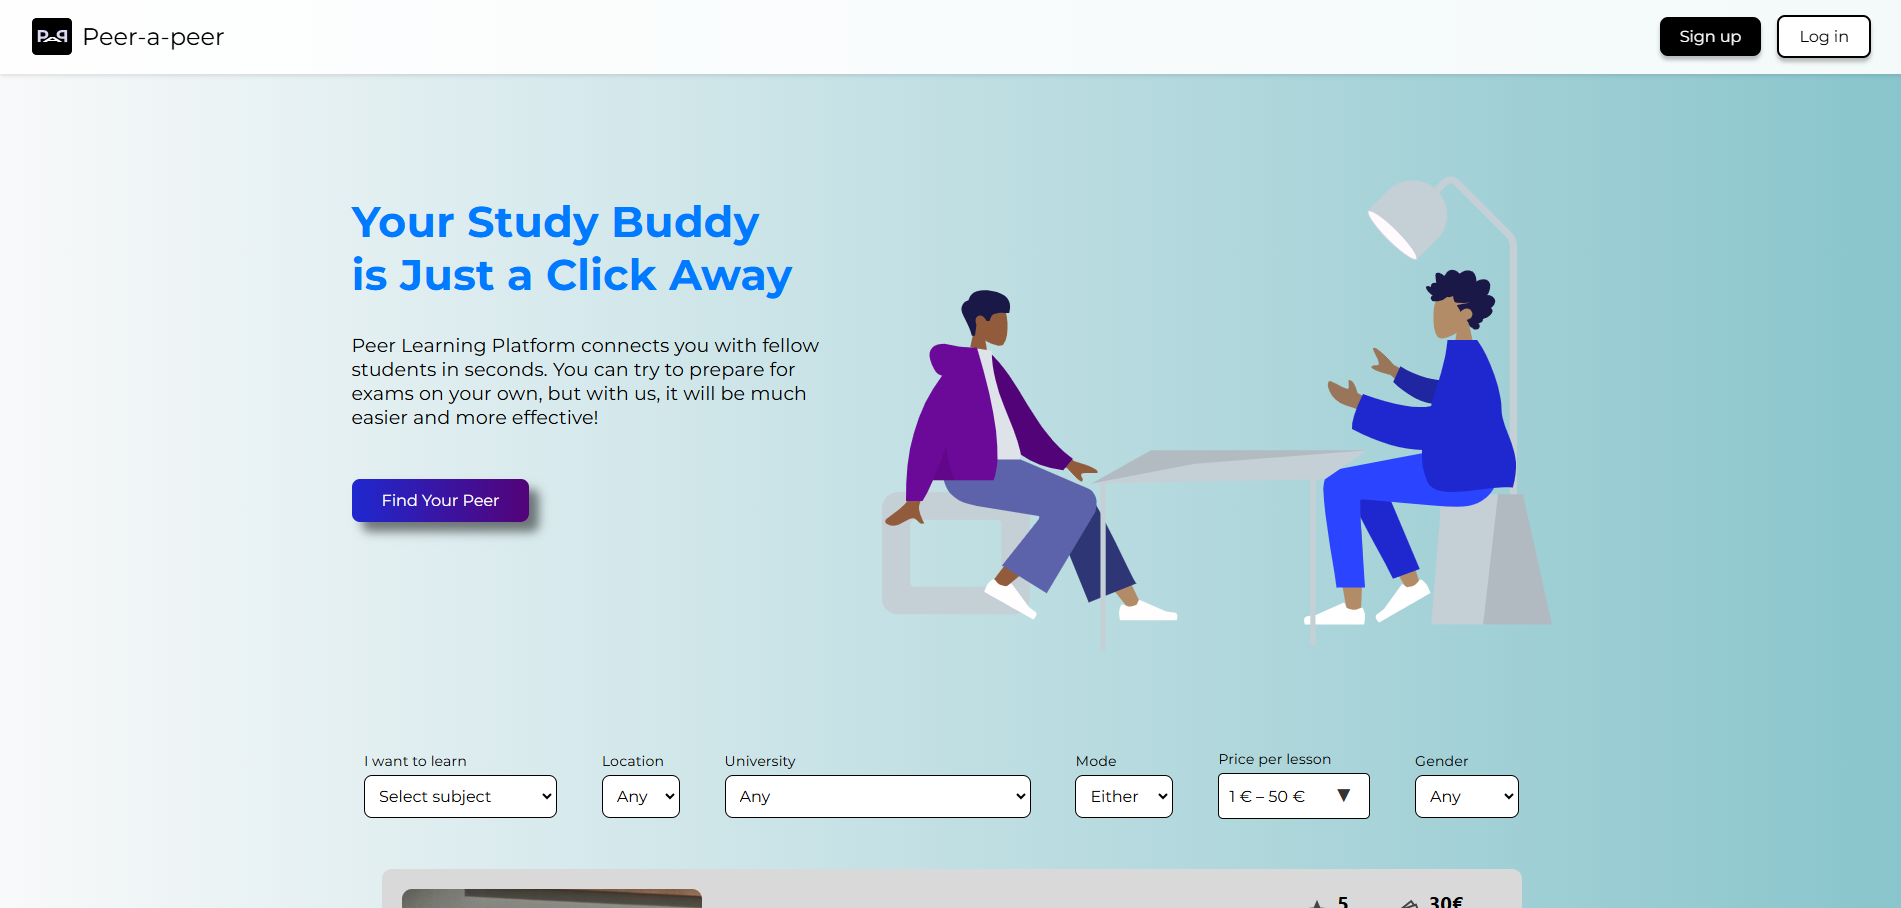 PaP Peer-a-peer
Sign up
Log in
Your Study Buddy
is Just a Click Away
Peer Learning Platform connects you with fellow
students in seconds. You can try to prepare for
exams on your own, but with us, it will be much
easier and more effective!
Find Your Peer
I want to learn
Select subject
Location
Any
University
Any
Mode
Either
Price per lesson
1 € – 50 €
Gender
Any
5
30€